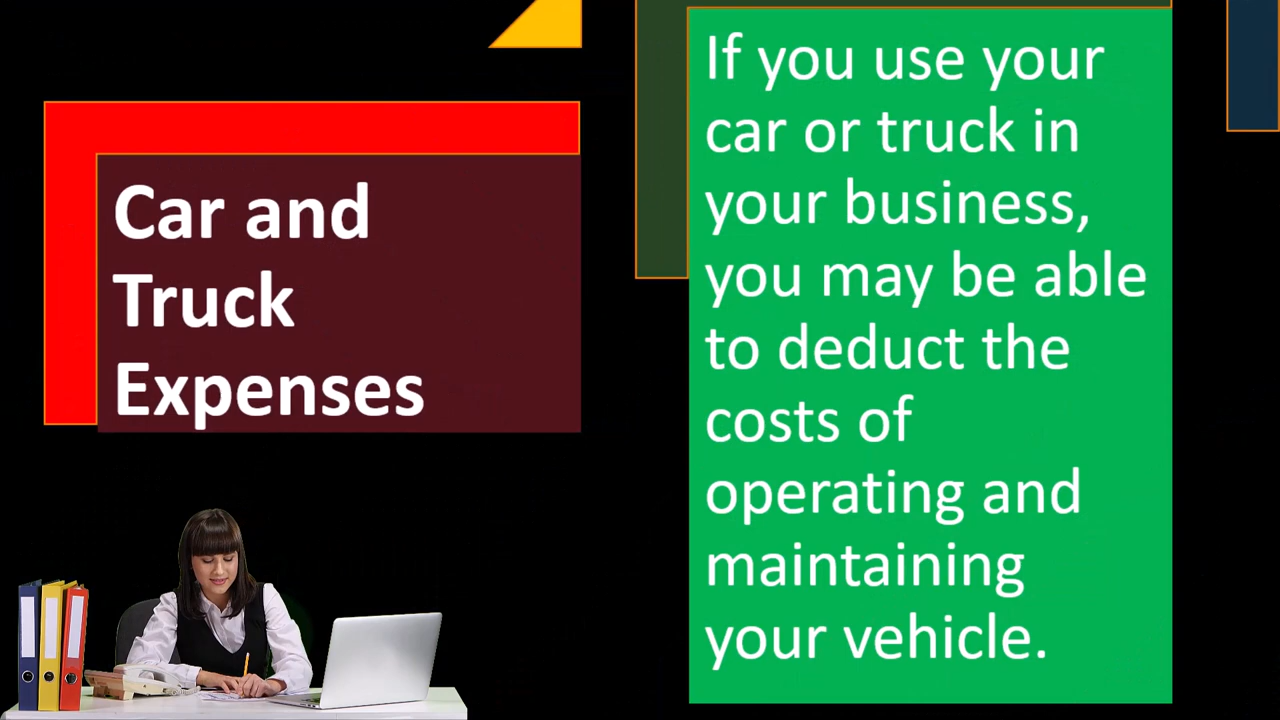 Car and
Truck
Expenses
If you use your
car or truck in
your business,
you may be able
to deduct the
costs of
operating and
maintaining
your vehicle.